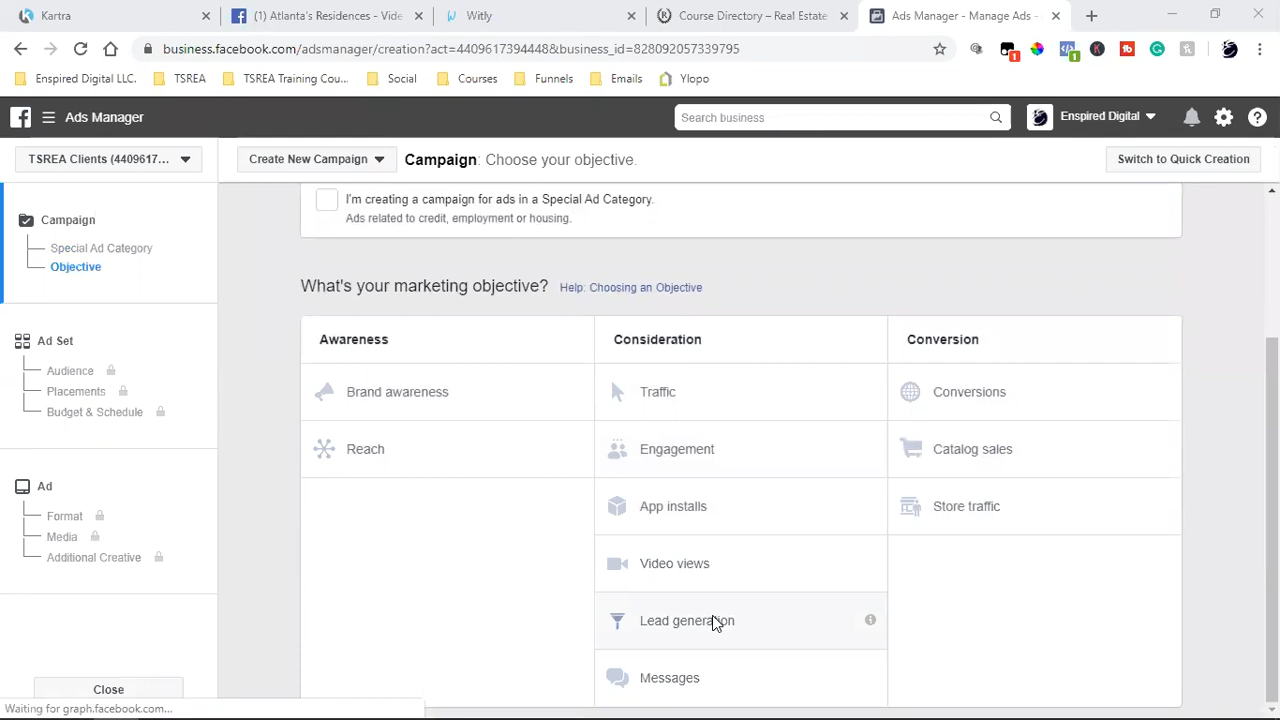 Kartra
(1) Atlanta's Residences - Vide
Witly
Course Directory – Real Estate
Ads Manager - Manage Ads -
business.facebook.com/adsmanager/creation?act=4409617394448&business_id=828092057339795
Enspired Digital LLC.
TSREA
TSREA Training Cou...
Social
Courses
Funnels
Emails
Ylopo
Ads Manager
Search business
Enspired Digital
TSREA Clients (4409617...
Create New Campaign
Campaign: Choose your objective.
Switch to Quick Creation
Campaign
Special Ad Category
Objective
Ad Set
Audience
Placements
Budget & Schedule
Ad
Format
Media
Additional Creative
Close
Waiting for graph.facebook.com...
I'm creating a campaign for ads in a Special Ad Category.
Ads related to credit, employment or housing.
What's your marketing objective? Help: Choosing an Objective
Awareness
Consideration
Conversion
Brand awareness
Traffic
Conversions
Reach
Engagement
Catalog sales
App installs
Store traffic
Video views
Lead generation
Messages